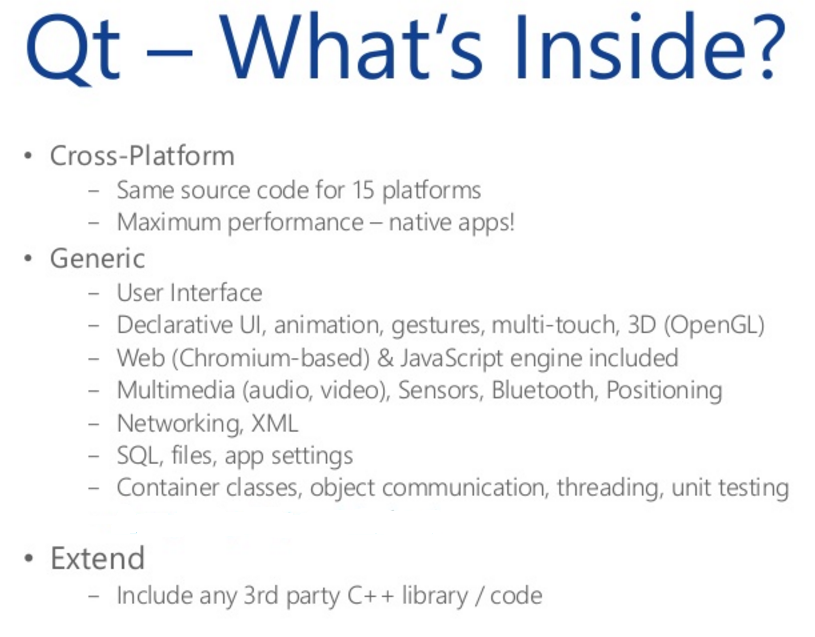 Qt – What's Inside?
• Cross-Platform
– Same source code for 15 platforms
– Maximum performance – native apps!
• Generic
– User Interface
– Declarative UI, animation, gestures, multi-touch, 3D (OpenGL)
– Web (Chromium-based) & JavaScript engine included
– Multimedia (audio, video), Sensors, Bluetooth, Positioning
– Networking, XML
– SQL, files, app settings
– Container classes, object communication, threading, unit testing
• Extend
– Include any 3rd party C++ library / code